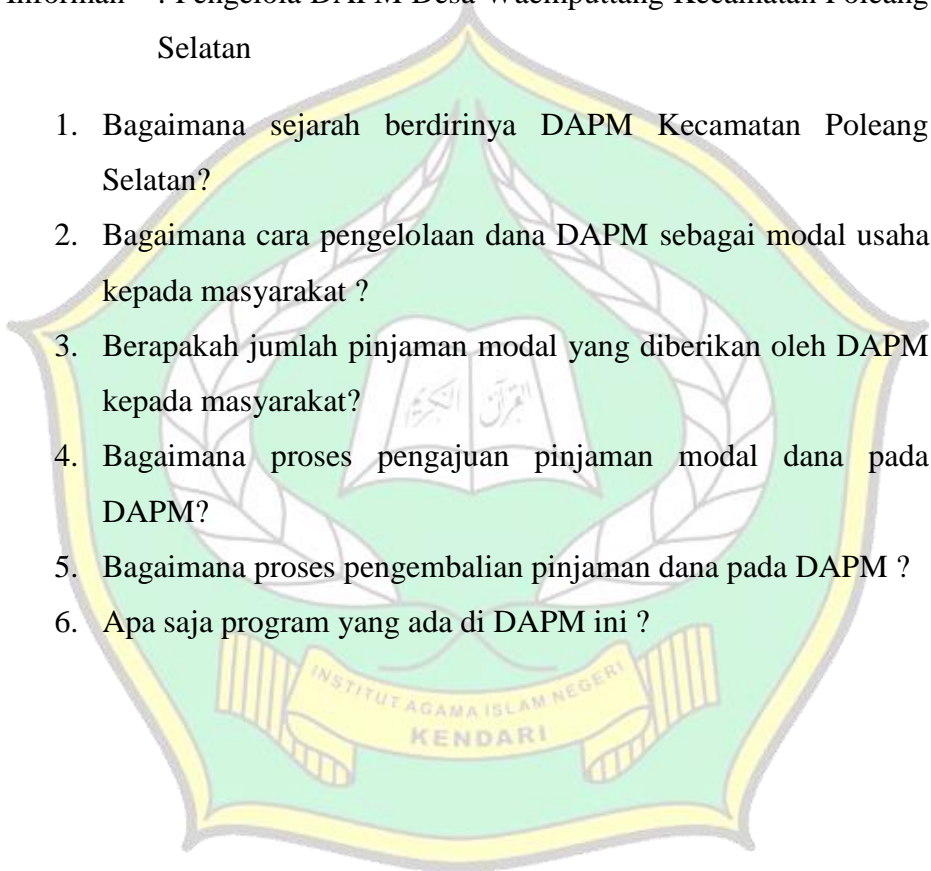 : Pengelola DAPM Desa Waemputtang Kecamatan Poleang
Selatan
1. Bagaimana sejarah berdirinya DAPM Kecamatan Poleang
Selatan?
2. Bagaimana cara pengelolaan dana DAPM sebagai modal usaha
kepada masyarakat ?
3. Berapakah jumlah pinjaman modal yang diberikan oleh DAPM
kepada masyarakat?
4. Bagaimana proses pengajuan pinjaman modal dana pada
DAPM?
5. Bagaimana proses pengembalian pinjaman dana pada DAPM ?
6. Apa saja program yang ada di DAPM ini ?
القرآن الكريم
INSTITUT AGAMA ISLAM NEGERI
KENDARI